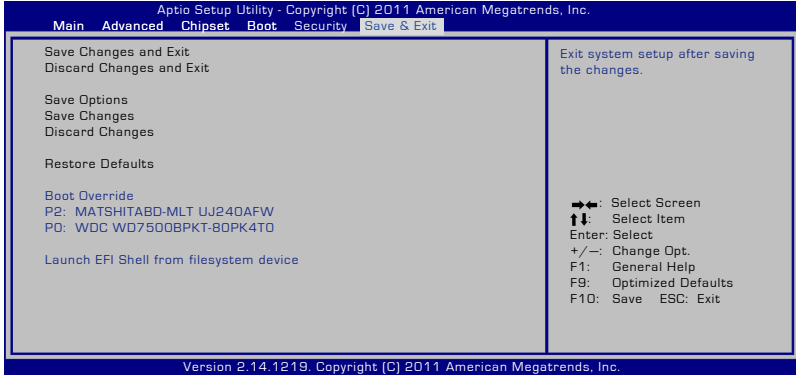 Aptio Setup Utility - Copyright (C) 2011 American Megatrends, Inc.
Main Advanced Chipset Boot Security Save & Exit
Save Changes and Exit
Discard Changes and Exit
Save Options
Save Changes
Discard Changes
Restore Defaults
Boot Override
P2: MATSHITABD-MLT UJ240AFW
P0: WDC WD7500BPKT-80PK4T0
Launch EFI Shell from filesystem device
Exit system setup after saving
the changes.
➡⬅: Select Screen
⬆⬇: Select Item
Enter: Select
+/—: Change Opt.
F1: General Help
F9: Optimized Defaults
F10: Save ESC: Exit
Version 2.14.1219. Copyright (C) 2011 American Megatrends, Inc.